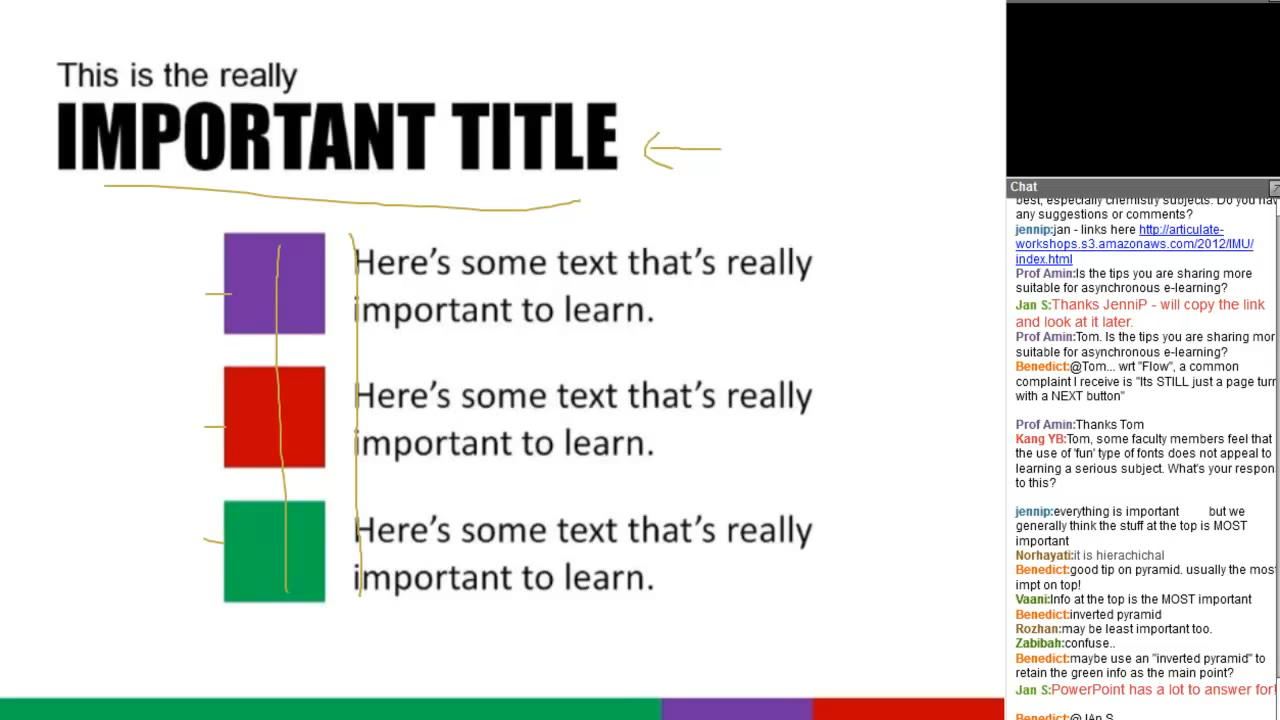 This is the really
IMPORTANT TITLE
Here's some text that's really
important to learn.
Here's some text that's really
important to learn.
Here's some text that's really
important to learn.
Chat
best, especially chemistry subjects. Do you hav
any suggestions or comments?
jennip:jan - links here http://articulate-
workshops.s3.amazonaws.com/2012/IMU/
index.html
Prof Amin:Is the tips you are sharing more
suitable for asynchronous e-learning?
Jan S:Thanks JenniP - will copy the link
and look at it later.
Prof Amin:Tom. Is the tips you are sharing mor
suitable for asynchronous e-learning?
Benedict:@Tom... wrt "Flow", a common
complaint I receive is "Its STILL just a page turn
with a NEXT button"
Prof Amin:Thanks Tom
Kang YB:Tom, some faculty members feel that
the use of 'fun' type of fonts does not appeal to
learning a serious subject. What's your respon
to this?
jennip:everything is important but we
generally think the stuff at the top is MOST
important
Norhayati:it is hierachichal
Benedict:good tip on pyramid. usually the mos
impt on top!
Vaani:Info at the top is the MOST important
Benedict:inverted pyramid
Rozhan:may be least important too.
Zabibah:confuse..
Benedict:maybe use an "inverted pyramid" to
retain the green info as the main point?
Jan S:PowerPoint has a lot to answer for!
Benedict:@JAn S